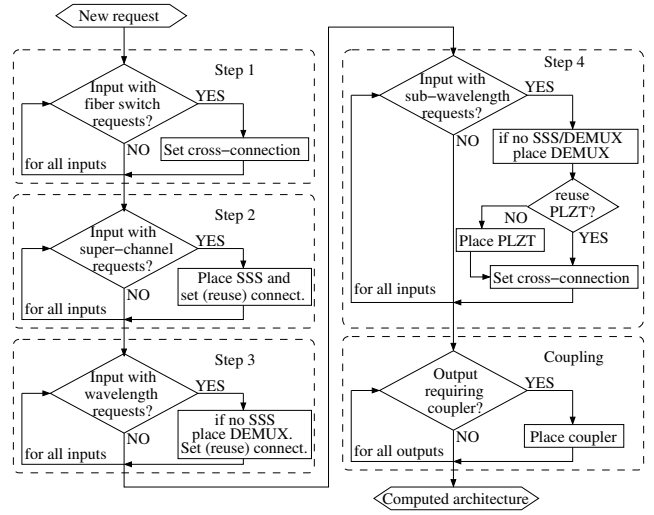 New request
Step 1
Input with
fiber switch
requests?
YES
Set cross−connection
NO
for all inputs
Step 2
Input with
super−channel
requests?
YES
Place SSS and
set (reuse) connect.
NO
for all inputs
Step 3
Input with
wavelength
requests?
YES
if no SSS
place DEMUX.
Set (reuse) connect.
NO
for all inputs
Step 4
Input with
sub−wavelength
requests?
YES
NO
if no SSS/DEMUX
place DEMUX
reuse
PLZT?
NO
Place PLZT
YES
Set cross−connection
for all inputs
Coupling
Output
requiring
coupler?
YES
Place coupler
NO
for all outputs
Computed architecture